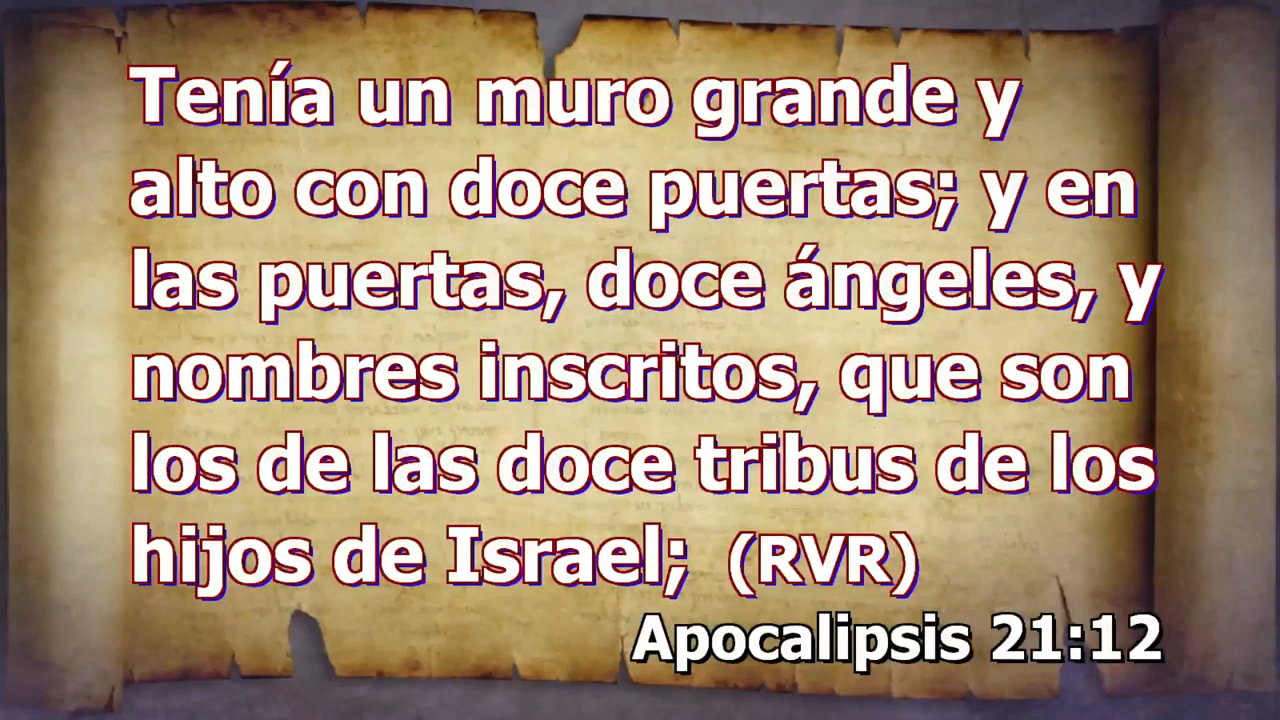 Tenía un muro grande y
alto con doce puertas; y en
las puertas, doce ángeles, y
nombres inscritos, que son
los de las doce tribus de los
hijos de Israel; (RVR)
Apocalipsis 21:12